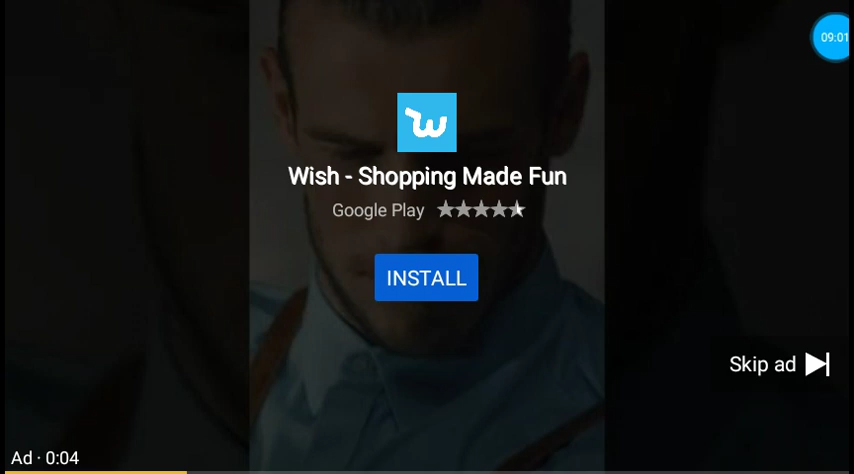 09:01
Wish - Shopping Made Fun
Google Play
INSTALL
Skip ad
Ad · 0:04